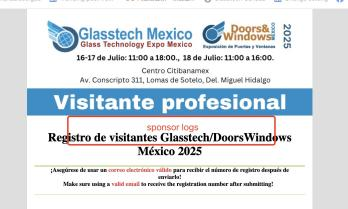 Glasstech Mexico
Glass Technology Expo Mexico
Doors&
Windows
MEXICO
Exposición de Puertas y Ventanas
2025
16-17 de Julio: 11:00 a 18:00., 18 de Julio: 11:00 a 16:00.
Centro Citibanamex
Av. Conscripto 311, Lomas de Sotelo, Del. Miguel Hidalgo
Visitante profesional
sponsor logs
Registro de visitantes Glasstech/DoorsWindows
México 2025
¡Asegúrese de usar un correo electrónico válido para recibir el número de registro después de
enviarlo!
Make sure using a valid email to receive the registration number after submitting!